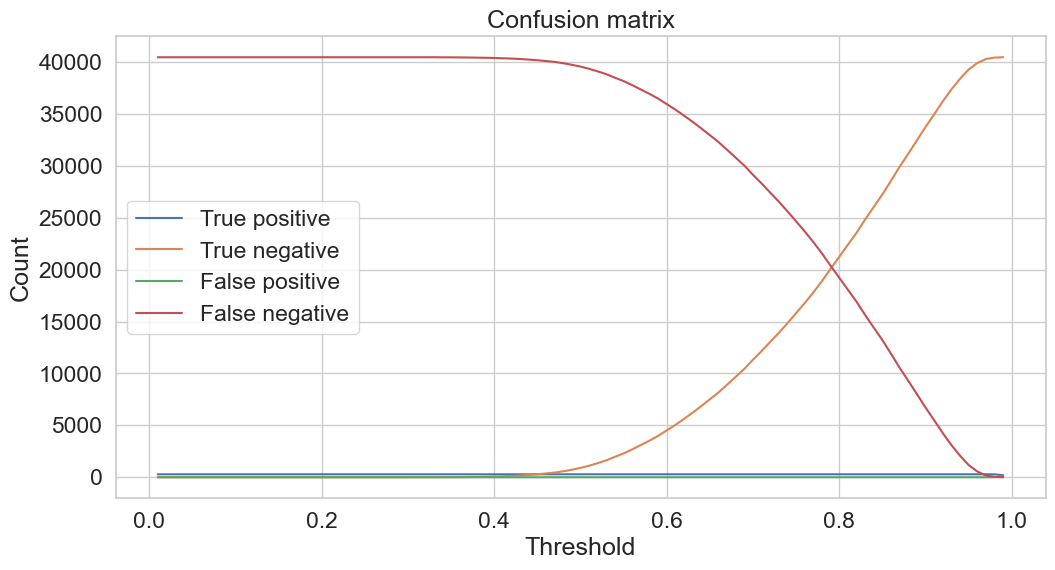 Confusion matrix
40000
35000
30000
25000
20000
15000
10000
5000
0
Count
True positive
True negative
False positive
False negative
0.0 0.2 0.4 0.6 0.8 1.0
Threshold